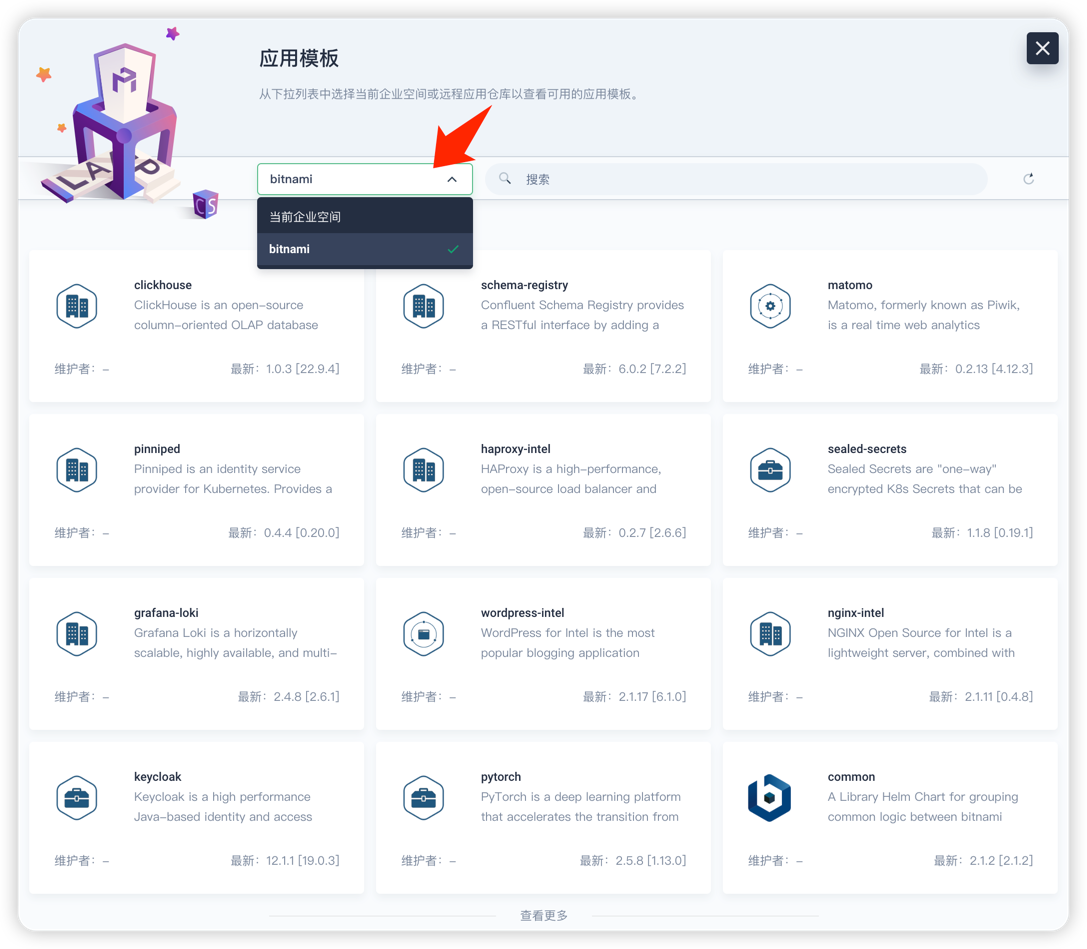 应用模板
从下拉列表中选择当前企业空间或远程应用仓库以查看可用的应用模板。
bitnami
搜索
当前企业空间
bitnami
clickhouse
ClickHouse is an open-source
column-oriented OLAP database
维护者：-
最新：1.0.3 [22.9.4]
schema-registry
Confluent Schema Registry provides
a RESTful interface by adding a
维护者：-
最新：6.0.2 [7.2.2]
matomo
Matomo, formerly known as Piwik,
is a real time web analytics
维护者：-
最新：0.2.13 [4.12.3]
pinniped
Pinniped is an identity service
provider for Kubernetes. Provides a
维护者：-
最新：0.4.4 [0.20.0]
haproxy-intel
HAProxy is a high-performance,
open-source load balancer and
维护者：-
最新：0.2.7 [2.6.6]
sealed-secrets
Sealed Secrets are "one-way"
encrypted K8s Secrets that can be
维护者：-
最新：1.1.8 [0.19.1]
grafana-loki
Grafana Loki is a horizontally
scalable, highly available, and multi-
维护者：-
最新：2.4.8 [2.6.1]
wordpress-intel
WordPress for Intel is the most
popular blogging application
维护者：-
最新：2.1.17 [6.1.0]
nginx-intel
NGINX Open Source for Intel is a
lightweight server, combined with
维护者：-
最新：2.1.11 [0.4.8]
keycloak
Keycloak is a high performance
Java-based identity and access
维护者：-
最新：12.1.1 [19.0.3]
pytorch
PyTorch is a deep learning platform
that accelerates the transition from
维护者：-
最新：2.5.8 [1.13.0]
common
A Library Helm Chart for grouping
common logic between bitnami
维护者：-
最新：2.1.2 [2.1.2]
查看更多